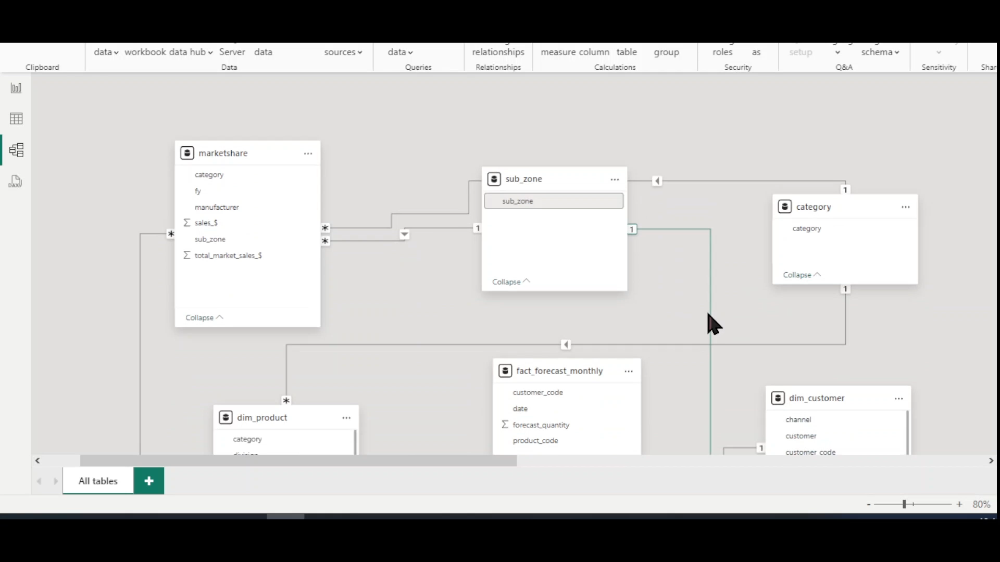 data workbook data hub Server data sources data relationships measure column table group roles as setup schema
Clipboard Data Queries Relationships Calculations Security Q&A Sensitivity Shar
marketshare
category
fy
manufacturer
Σ sales_$
sub_zone
Σ total_market_sales_$
Collapse
sub_zone
sub_zone
Collapse
category
category
Collapse
* * * 1 1 1 1 * 1
dim_product
category
fact_forecast_monthly
customer_code
date
Σ forecast_quantity
product_code
dim_customer
channel
customer
customer_code
DAX
All tables +
- + 80%